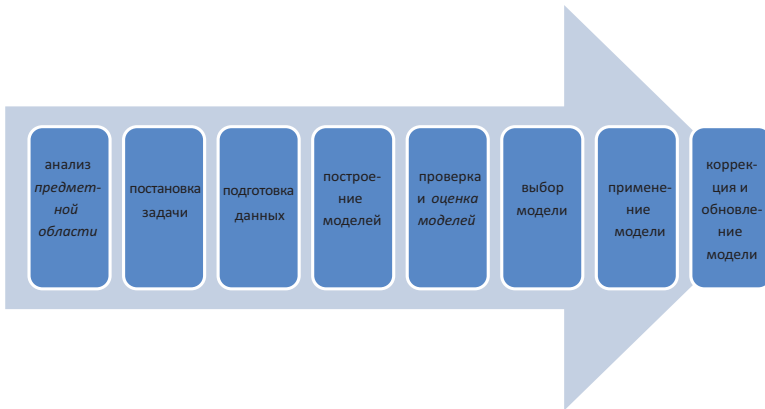 анализ
предмет-
ной
области
постановка
задачи
подготовка
данных
построе-
ние
моделей
проверка
и оценка
моделей
выбор
модели
примене-
ние
модели
коррек-
ция и
обновле-
ние
модели